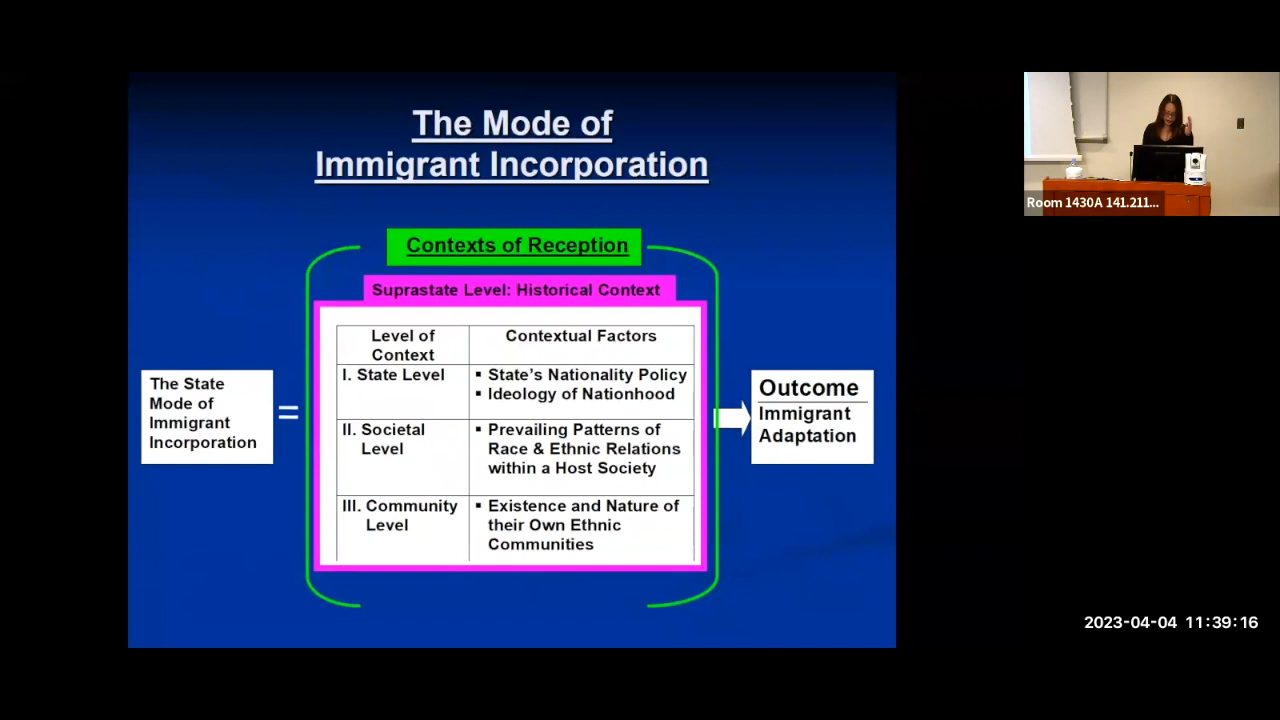 The Mode of
Immigrant Incorporation
Contexts of Reception
Suprastate Level: Historical Context
Level of
Context
Contextual Factors
I. State Level
▪ State's Nationality Policy
▪ Ideology of Nationhood
II. Societal
Level
▪ Prevailing Patterns of
Race & Ethnic Relations
within a Host Society
III. Community
Level
▪ Existence and Nature of
their Own Ethnic
Communities
The State
Mode of
Immigrant
Incorporation
=
Outcome
Immigrant
Adaptation
Room 1430A 141.211...
2023-04-04 11:39:16